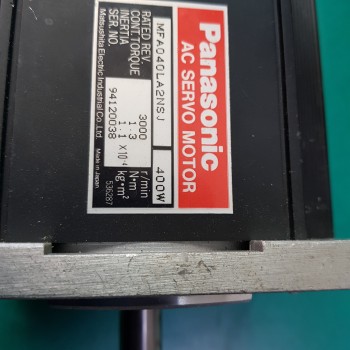 Panasonic
AC SERVO MOTOR
MFA040LA2NSJ 400W
RATED REV. 3000 r/min
CONT.TORQUE 1.3 N•m
INERTIA 1.1 X10⁻⁴ kg•m²
SER.NO. 94120038
Matsushita Electric Industrial Co.,Ltd. Made in Japan 536287